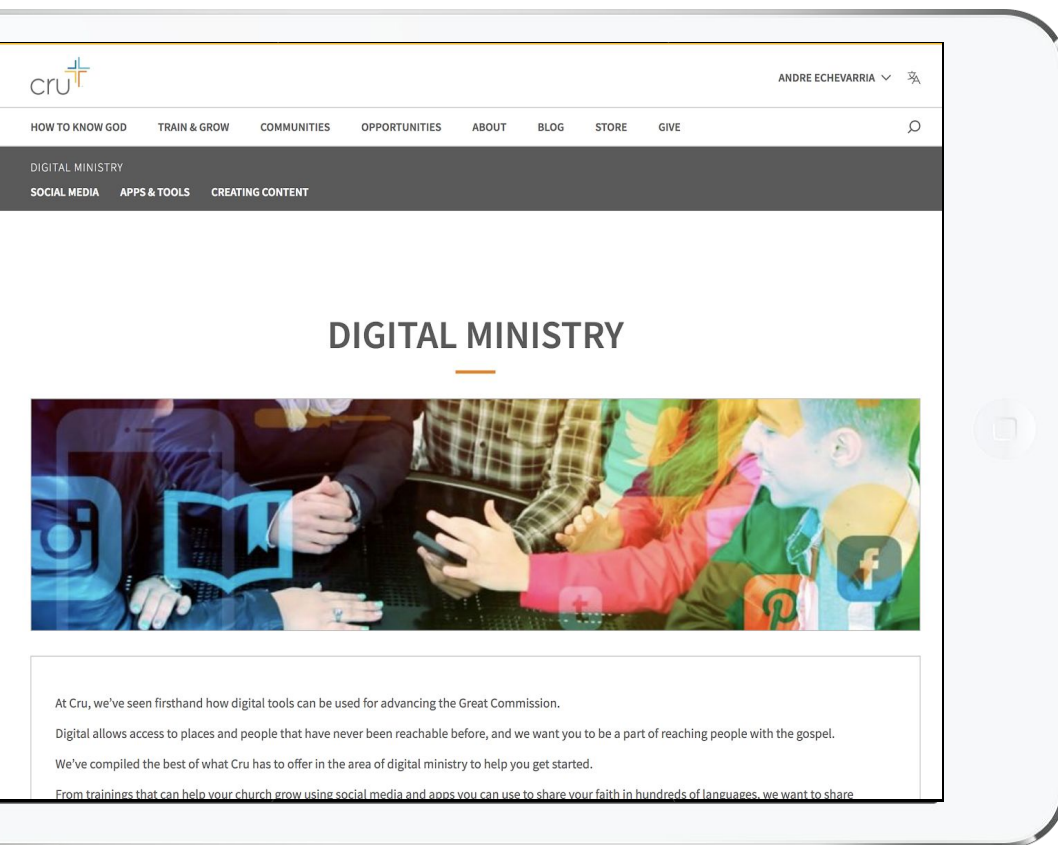 cru
ANDRE ECHEVARRIA
HOW TO KNOW GOD TRAIN & GROW COMMUNITIES OPPORTUNITIES ABOUT BLOG STORE GIVE
DIGITAL MINISTRY
SOCIAL MEDIA APPS & TOOLS CREATING CONTENT
DIGITAL MINISTRY
f
t
At Cru, we've seen firsthand how digital tools can be used for advancing the Great Commission.
Digital allows access to places and people that have never been reachable before, and we want you to be a part of reaching people with the gospel.
We've compiled the best of what Cru has to offer in the area of digital ministry to help you get started.
From trainings that can help your church grow using social media and apps you can use to share your faith in hundreds of languages, we want to share